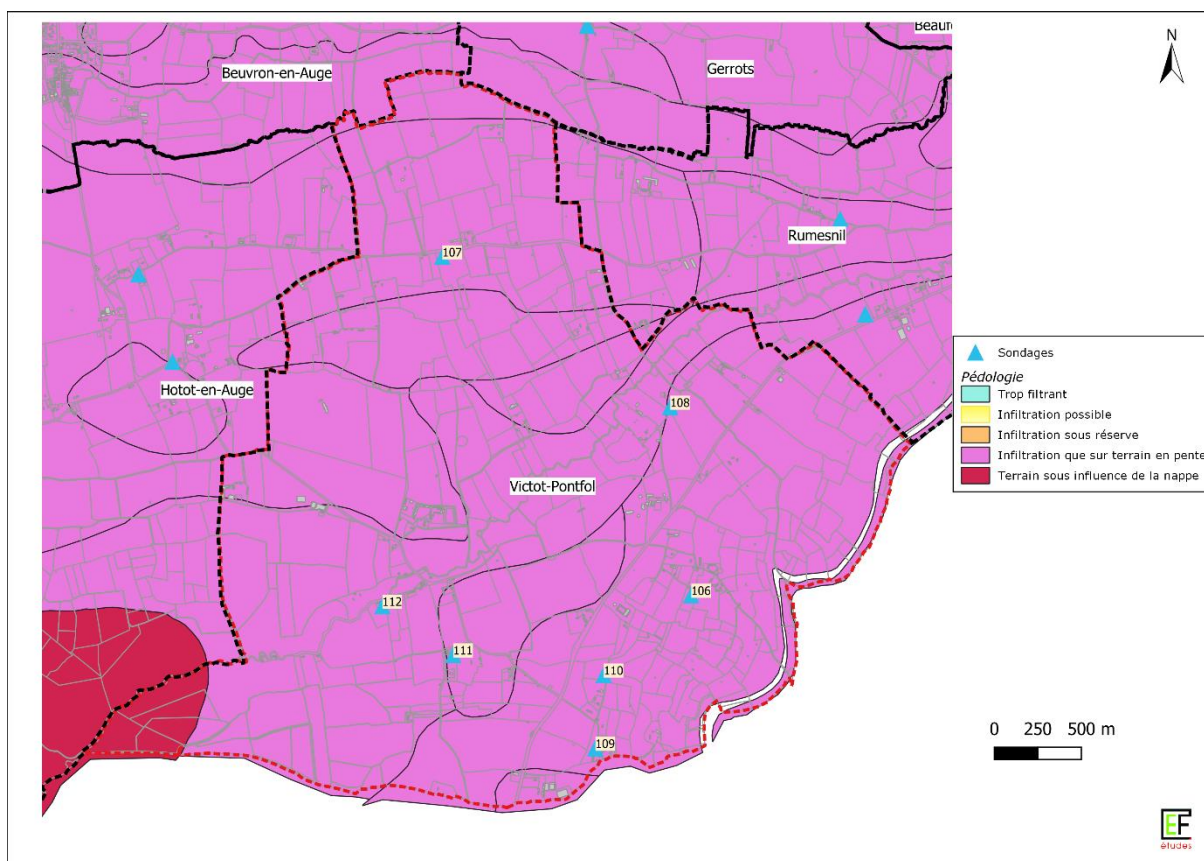 Beauf
Beuvron-en-Auge
Gerrots
N
Rumesnil
107
Hotot-en-Auge
108
Victot-Pontfol
112
106
111
110
109
Sondages
Pédologie
Trop filtrant
Infiltration possible
Infiltration sous réserve
Infiltration que sur terrain en pente
Terrain sous influence de la nappe
0 250 500 m
EF
études